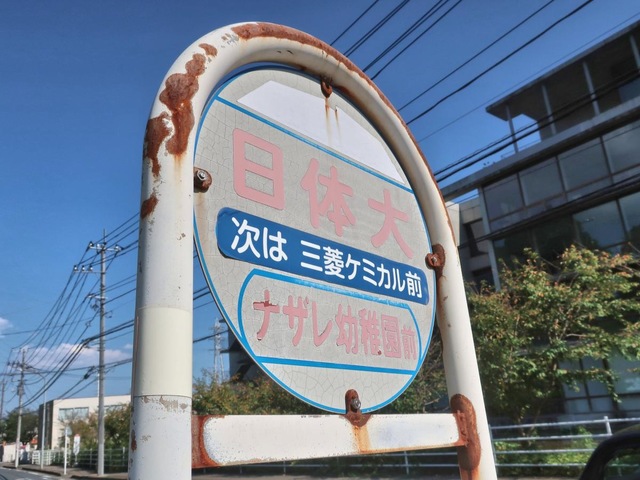 日体大
次は 三菱ケミカル前
ナザレ幼稚園前